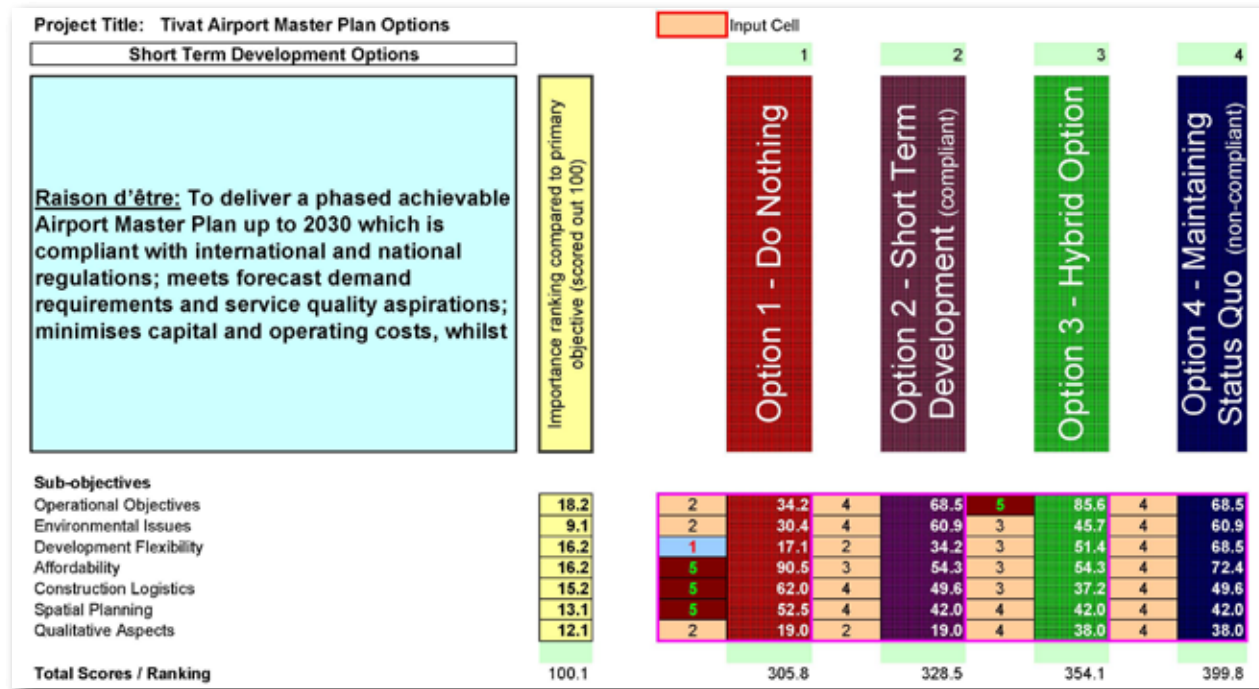 Project Title: Tivat Airport Master Plan Options
Input Cell
Short Term Development Options
1 2 3 4
Raison d'être: To deliver a phased achievable
Airport Master Plan up to 2030 which is
compliant with international and national
regulations; meets forecast demand
requirements and service quality aspirations;
minimises capital and operating costs, whilst
Importance ranking compared to primary
objective (scored out 100)
Option 1 - Do Nothing
Option 2 - Short Term
Development (compliant)
Option 3 - Hybrid Option
Option 4 - Maintaining
Status Quo (non-compliant)
Sub-objectives
Operational Objectives 18.2 2 34.2 4 68.5 5 85.6 4 68.5
Environmental Issues 9.1 2 30.4 4 60.9 3 45.7 4 60.9
Development Flexibility 16.2 1 17.1 2 34.2 3 51.4 4 68.5
Affordability 16.2 5 90.5 3 54.3 3 54.3 4 72.4
Construction Logistics 15.2 5 62.0 4 49.6 3 37.2 4 49.6
Spatial Planning 13.1 5 52.5 4 42.0 4 42.0 4 42.0
Qualitative Aspects 12.1 2 19.0 2 19.0 4 38.0 4 38.0
Total Scores / Ranking 100.1 305.8 328.5 354.1 399.8